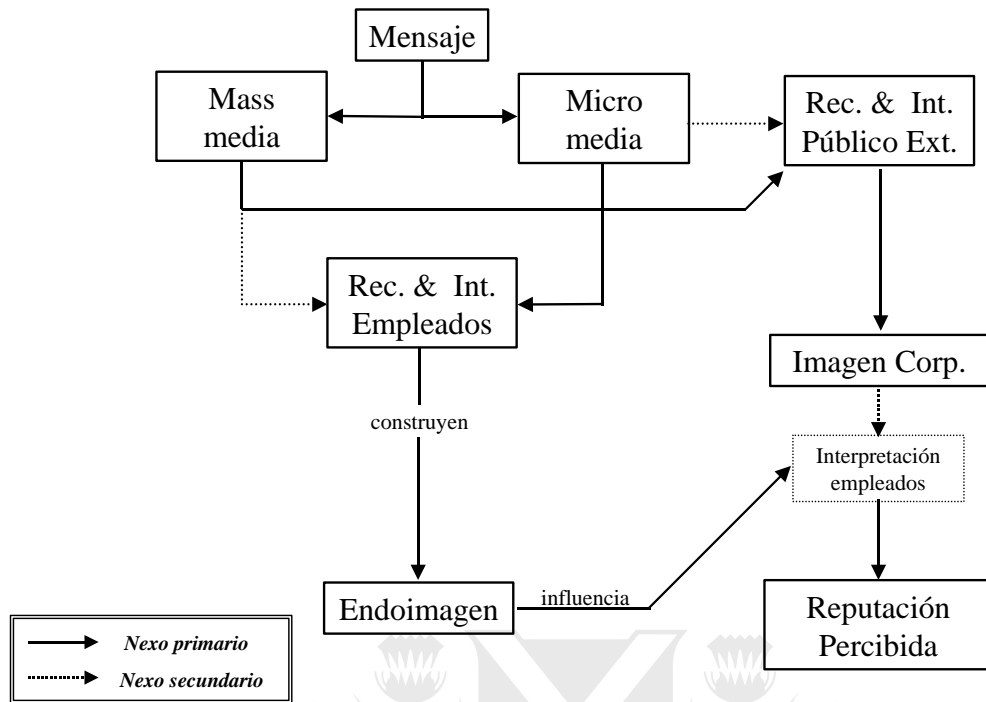 Mensaje
Mass
media
Micro
media
Rec. & Int.
Público Ext.
Rec. & Int.
Empleados
Imagen Corp.
construyen
Interpretación
empleados
Endoimagen
influencia
Reputación
Percibida
Nexo primario
Nexo secundario